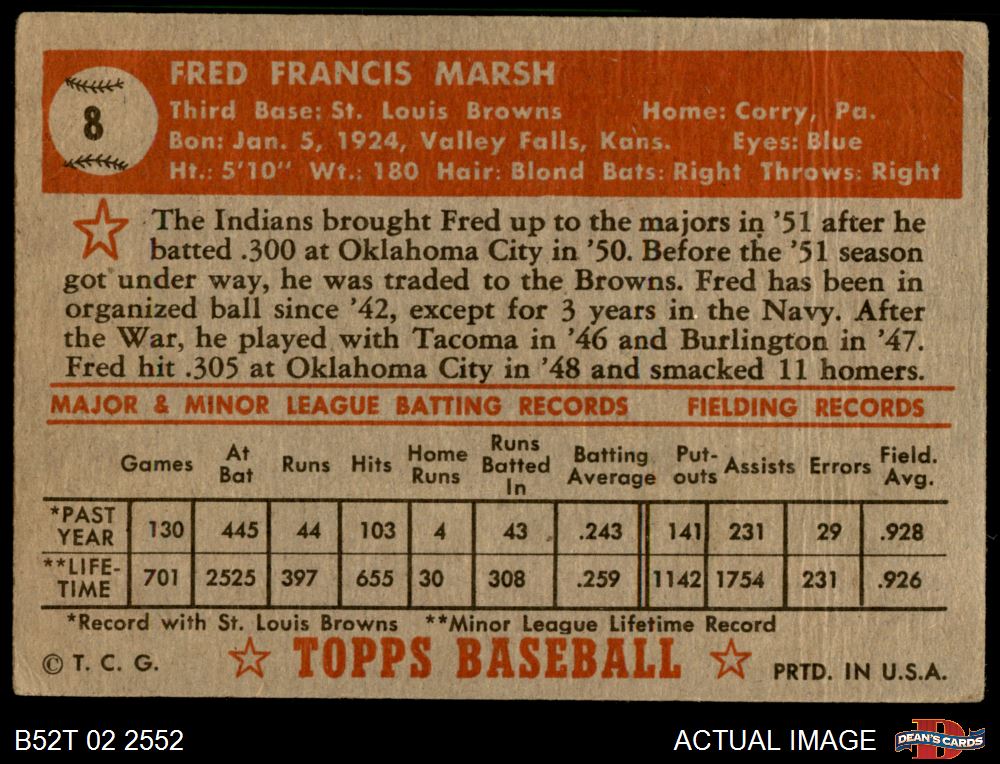 8
FRED FRANCIS MARSH
Third Base: St. Louis Browns Home: Corry, Pa.
Bon: Jan. 5, 1924, Valley Falls, Kans. Eyes: Blue
Ht.: 5'10" Wt.: 180 Hair: Blond Bats: Right Throws: Right
The Indians brought Fred up to the majors in '51 after he
batted .300 at Oklahoma City in '50. Before the '51 season
got under way, he was traded to the Browns. Fred has been in
organized ball since '42, except for 3 years in the Navy. After
the War, he played with Tacoma in '46 and Burlington in '47.
Fred hit .305 at Oklahoma City in '48 and smacked 11 homers.
MAJOR & MINOR LEAGUE BATTING RECORDS FIELDING RECORDS
Games At Bat Runs Hits Home Runs Runs Batted In Batting Average Put-outs Assists Errors Field. Avg.
*PAST YEAR 130 445 44 103 4 43 .243 141 231 29 .928
**LIFE-TIME 701 2525 397 655 30 308 .259 1142 1754 231 .926
*Record with St. Louis Browns **Minor League Lifetime Record
© T. C. G. TOPPS BASEBALL PRTD. IN U.S.A.
B52T 02 2552 ACTUAL IMAGE DEAN'S CARDS